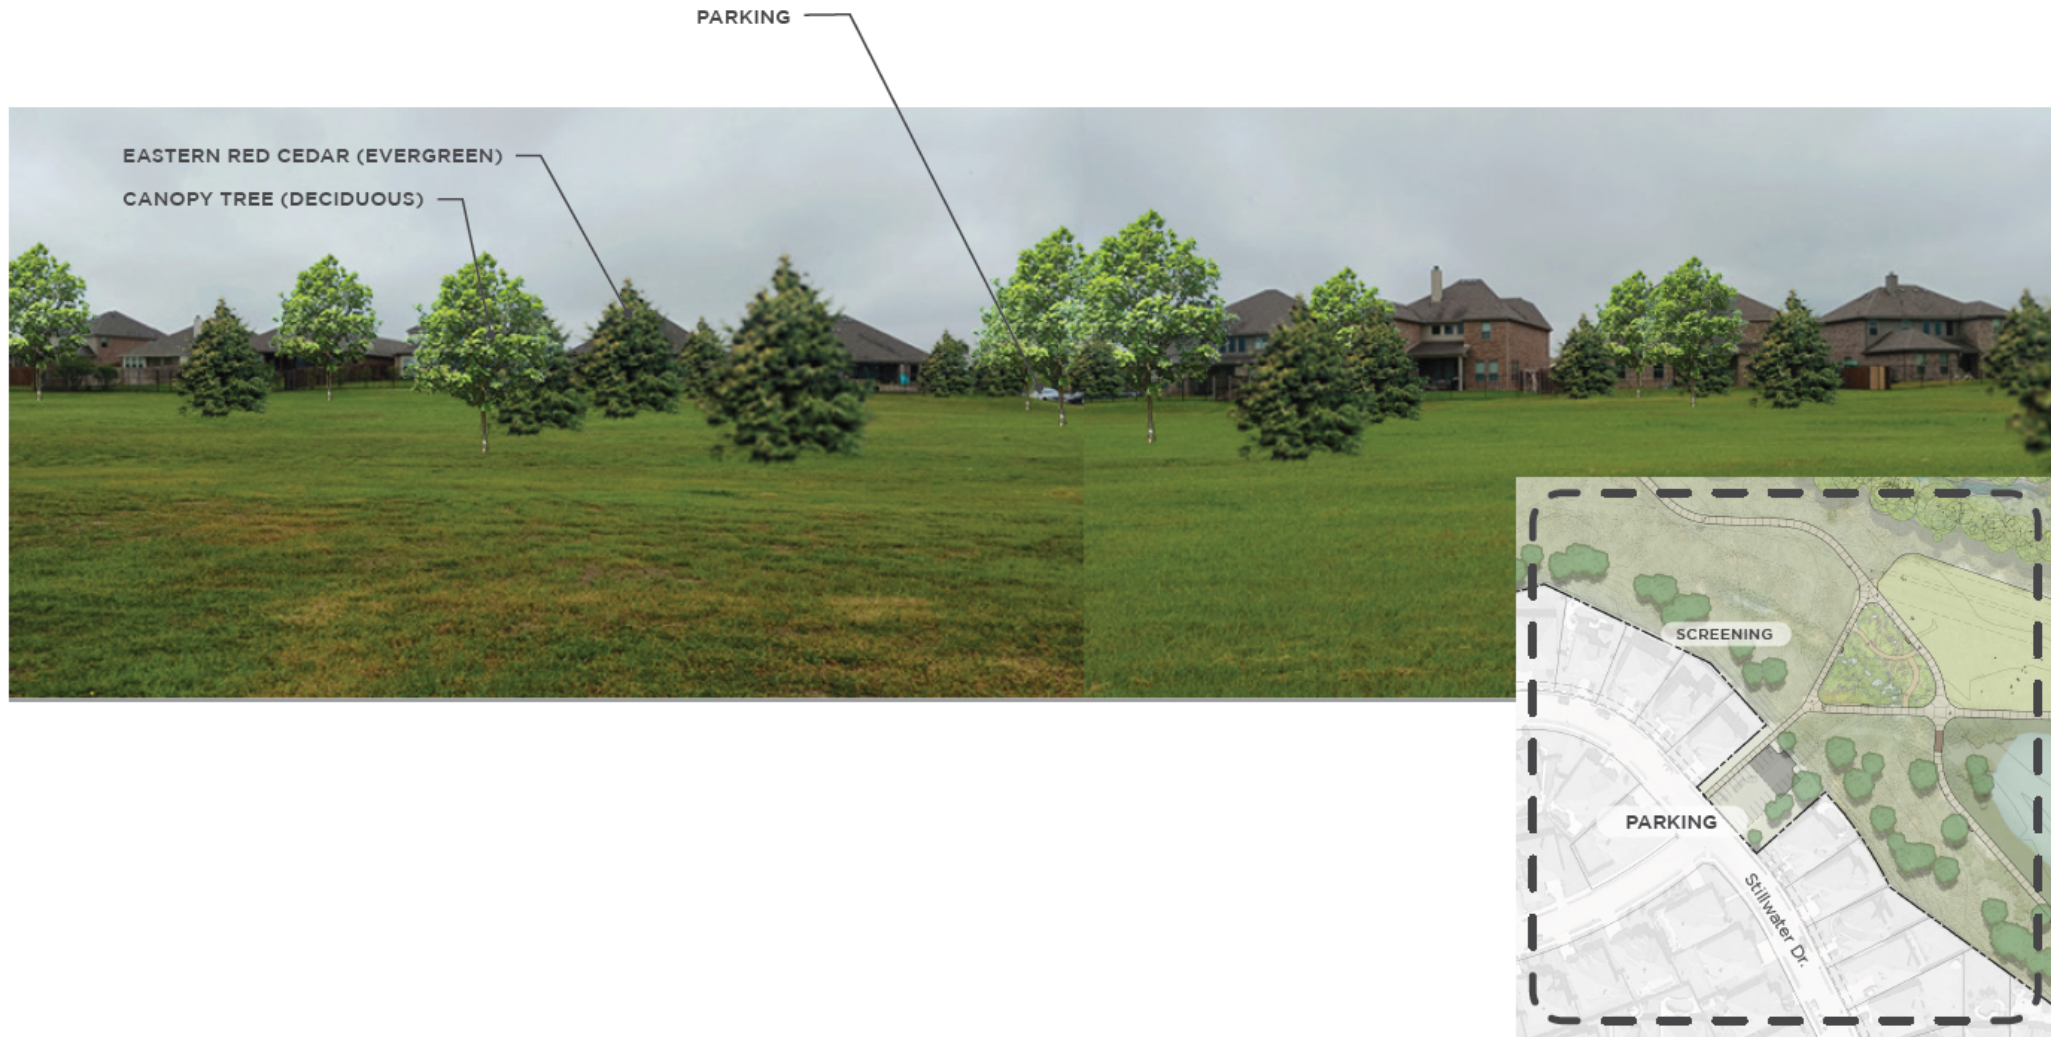 PARKING
EASTERN RED CEDAR (EVERGREEN)
CANOPY TREE (DECIDUOUS)
SCREENING
PARKING
Stillwater Dr.